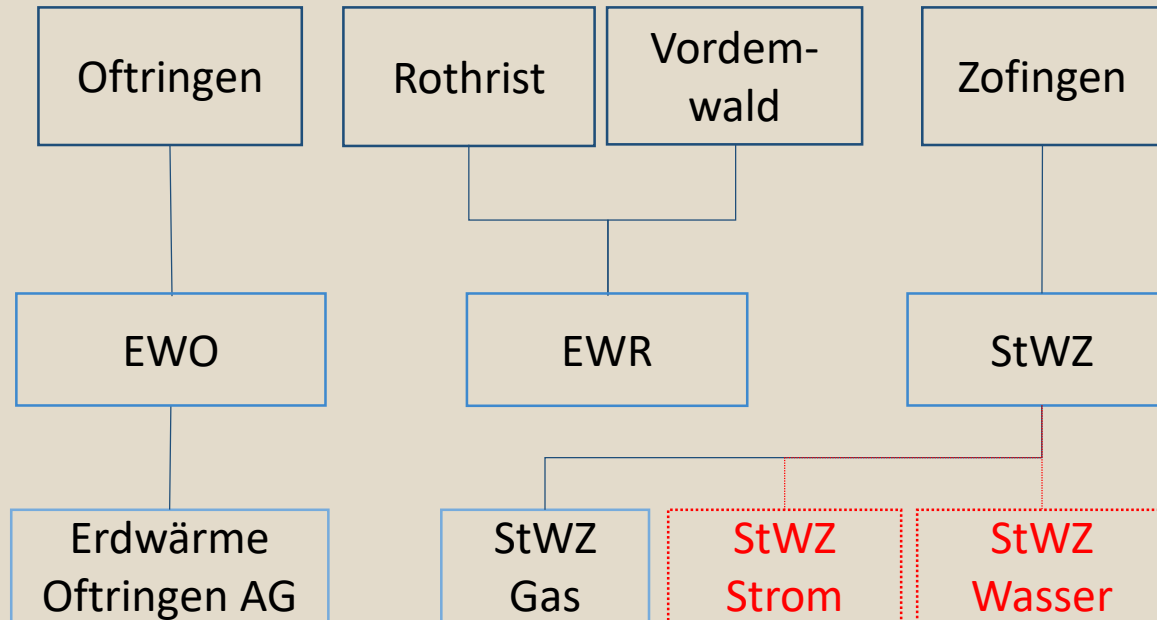 Oftringen
Rothrist
Vordem-
wald
Zofingen
EWO
EWR
StWZ
Erdwärme
Oftringen AG
StWZ
Gas
StWZ
Strom
StWZ
Wasser